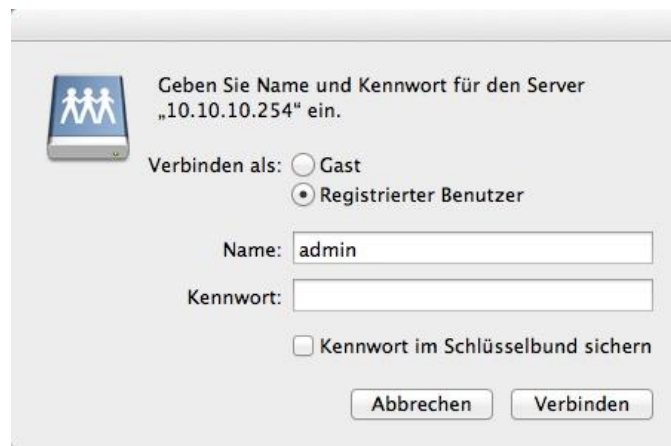 Geben Sie Name und Kennwort für den Server
„10.10.10.254“ ein.
Verbinden als: Gast
Registrierter Benutzer
Name: admin
Kennwort:
Kennwort im Schlüsselbund sichern
Abbrechen Verbinden